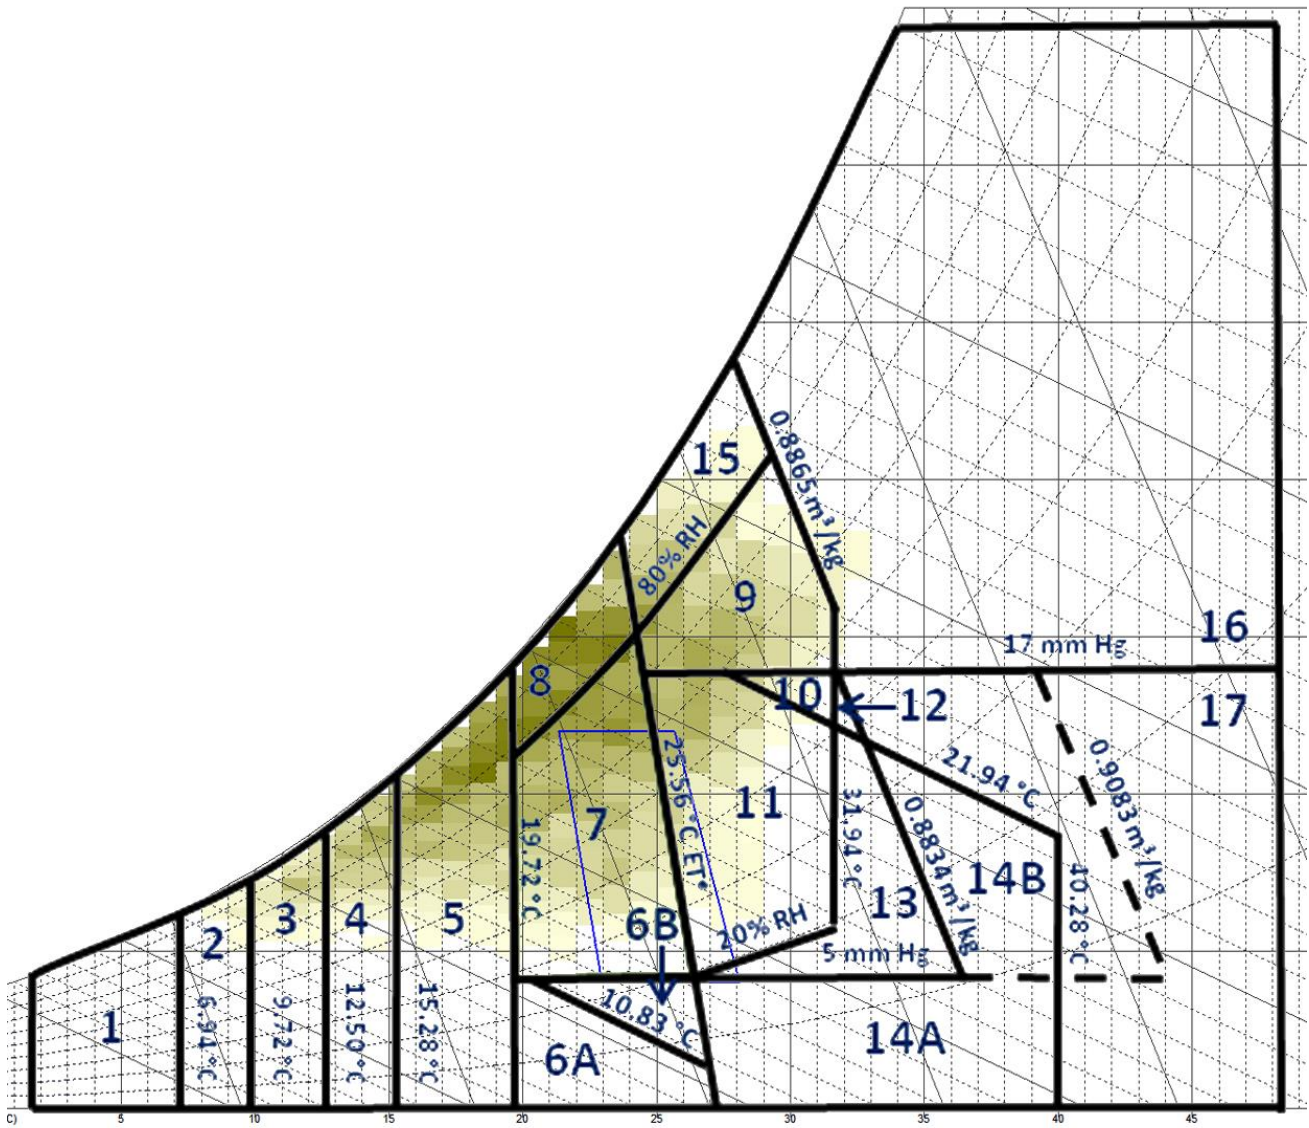 15
0.8865 m³/kg
80% RH
9
16
17 mm Hg
8
10
12
17
25.56 °C ET*
21.94 °C
0.9083 m³/kg
7
11
19.72 °C
31.94 °C
0.8834 m³/kg
14B
40.28 °C
2
3
4
5
6B
20% RH
13
5 mm Hg
1
6.94 °C
9.72 °C
12.50 °C
15.28 °C
10.83 °C
6A
14A
C)
5
10
15
20
25
30
35
40
45